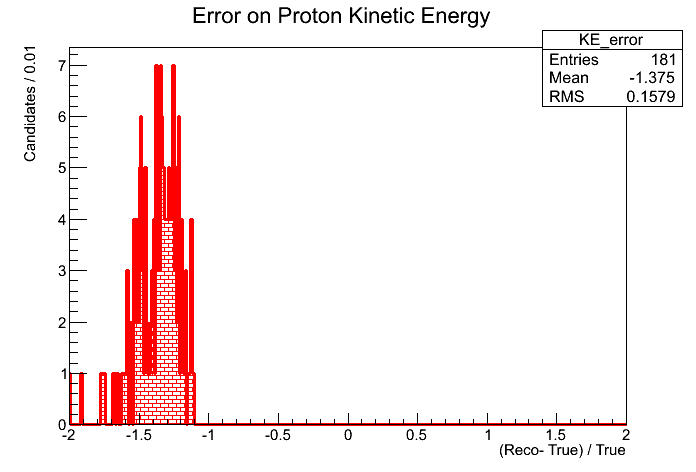 Error on Proton Kinetic Energy
KE_error
Entries 181
Mean -1.375
RMS 0.1579
Candidates / 0.01
7
6
5
4
3
2
1
0
-2 -1.5 -1 -0.5 0 0.5 1 1.5 2
(Reco- True) / True